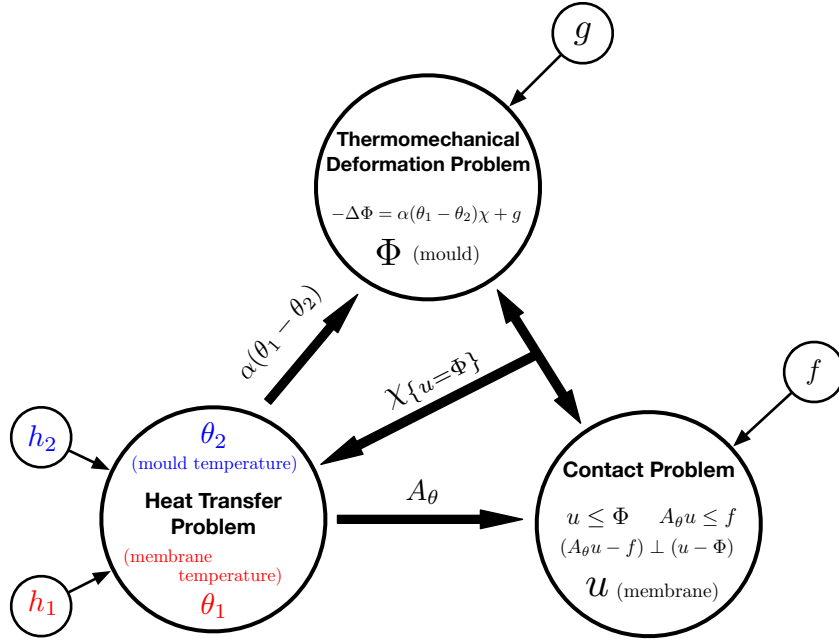 g
Thermomechanical
Deformation Problem
−ΔΦ = α(θ₁ − θ₂)χ + g
Φ (mould)
α(θ₁ − θ₂)
χ{u=Φ}
f
h₂
θ₂
(mould temperature)
Heat Transfer
Problem
(membrane
temperature)
θ₁
h₁
A_θ
Contact Problem
u ≤ Φ A_θu ≤ f
(A_θu − f) ⊥ (u − Φ)
u (membrane)